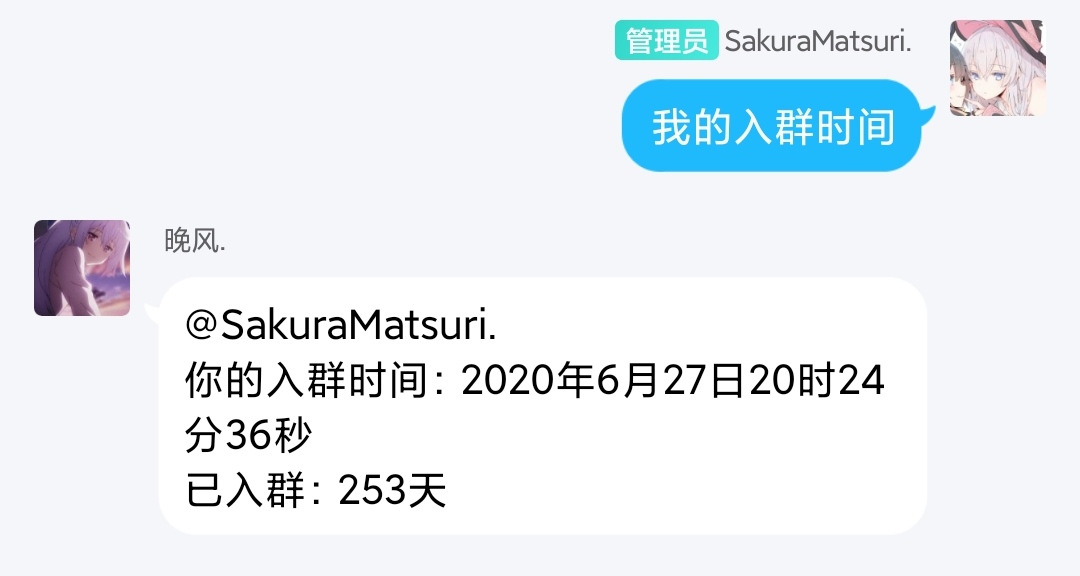 管理员 SakuraMatsuri.
我的入群时间
晚风.
@SakuraMatsuri.
你的入群时间：2020年6月27日20时24
分36秒
已入群：253天